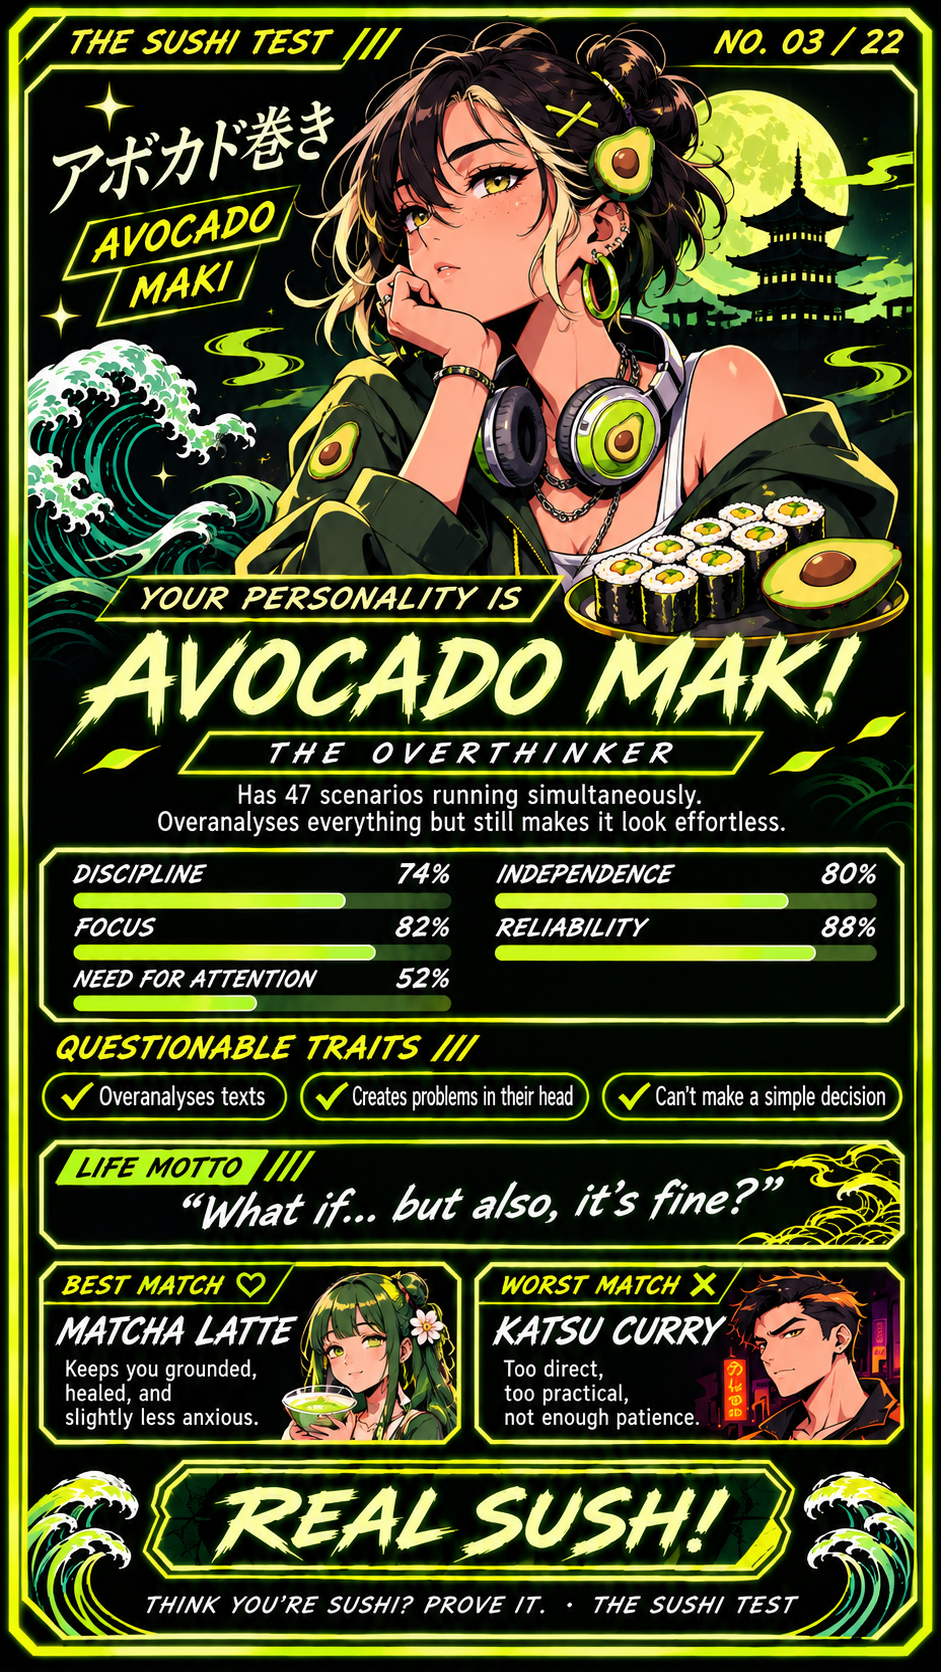 THE SUSHI TEST ///
NO. 03 / 22
アボカド巻き
AVOCADO
MAKI
YOUR PERSONALITY IS
AVOCADO MAK!
THE OVERTHINKER
Has 47 scenarios running simultaneously.
Overanalyses everything but still makes it look effortless.
DISCIPLINE 74%
INDEPENDENCE 80%
FOCUS 82%
RELIABILITY 88%
NEED FOR ATTENTION 52%
QUESTIONABLE TRAITS ///
Overanalyses texts
Creates problems in their head
Can't make a simple decision
LIFE MOTTO ///
“What if... but also, it's fine?”
BEST MATCH
MATCHA LATTE
Keeps you grounded,
healed, and
slightly less anxious.
WORST MATCH
KATSU CURRY
Too direct,
too practical,
not enough patience.
REAL SUSH!
THINK YOU'RE SUSHI? PROVE IT. · THE SUSHI TEST